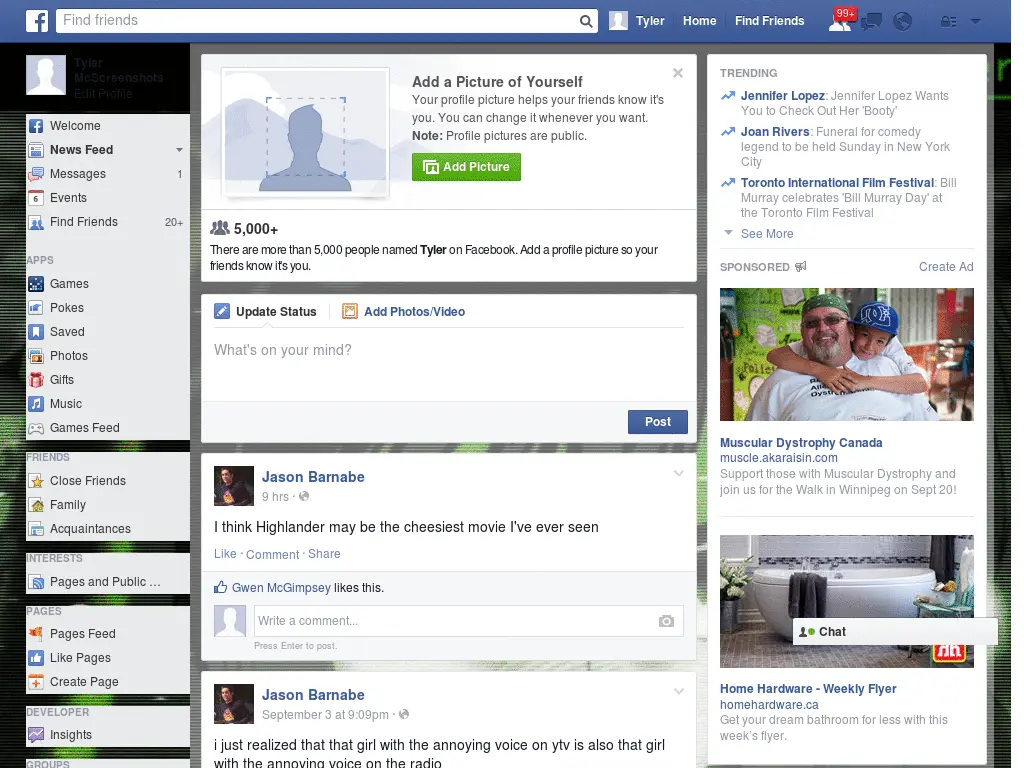 Find friends
Tyler
Home
Find Friends
99+
Tyler
McScreenshots
Edit Profile
Welcome
News Feed
Messages 1
Events
Find Friends 20+
APPS
Games
Pokes
Saved
Photos
Gifts
Music
Games Feed
FRIENDS
Close Friends
Family
Acquaintances
INTERESTS
Pages and Public ...
PAGES
Pages Feed
Like Pages
Create Page
DEVELOPER
Insights
GROUPS
Add a Picture of Yourself
Your profile picture helps your friends know it's
you. You can change it whenever you want.
Note: Profile pictures are public.
Add Picture
5,000+
There are more than 5,000 people named Tyler on Facebook. Add a profile picture so your
friends know it's you.
Update Status
Add Photos/Video
What's on your mind?
Post
Jason Barnabe
9 hrs ·
I think Highlander may be the cheesiest movie I've ever seen
Like · Comment · Share
Gwen McGimpsey likes this.
Write a comment...
Press Enter to post.
Jason Barnabe
September 3 at 9:09pm ·
i just realized that that girl with the annoying voice on ytv is also that girl
with the annoying voice on the radio
TRENDING
Jennifer Lopez: Jennifer Lopez Wants
You to Check Out Her 'Booty'
Joan Rivers: Funeral for comedy
legend to be held Sunday in New York
City
Toronto International Film Festival: Bill
Murray celebrates 'Bill Murray Day' at
the Toronto Film Festival
See More
SPONSORED
Create Ad
Muscular Dystrophy Canada
muscle.akaraisin.com
Support those with Muscular Dystrophy and
join us for the Walk in Winnipeg on Sept 20!
Chat
Home Hardware - Weekly Flyer
homehardware.ca
Get your dream bathroom for less with this
week's flyer.